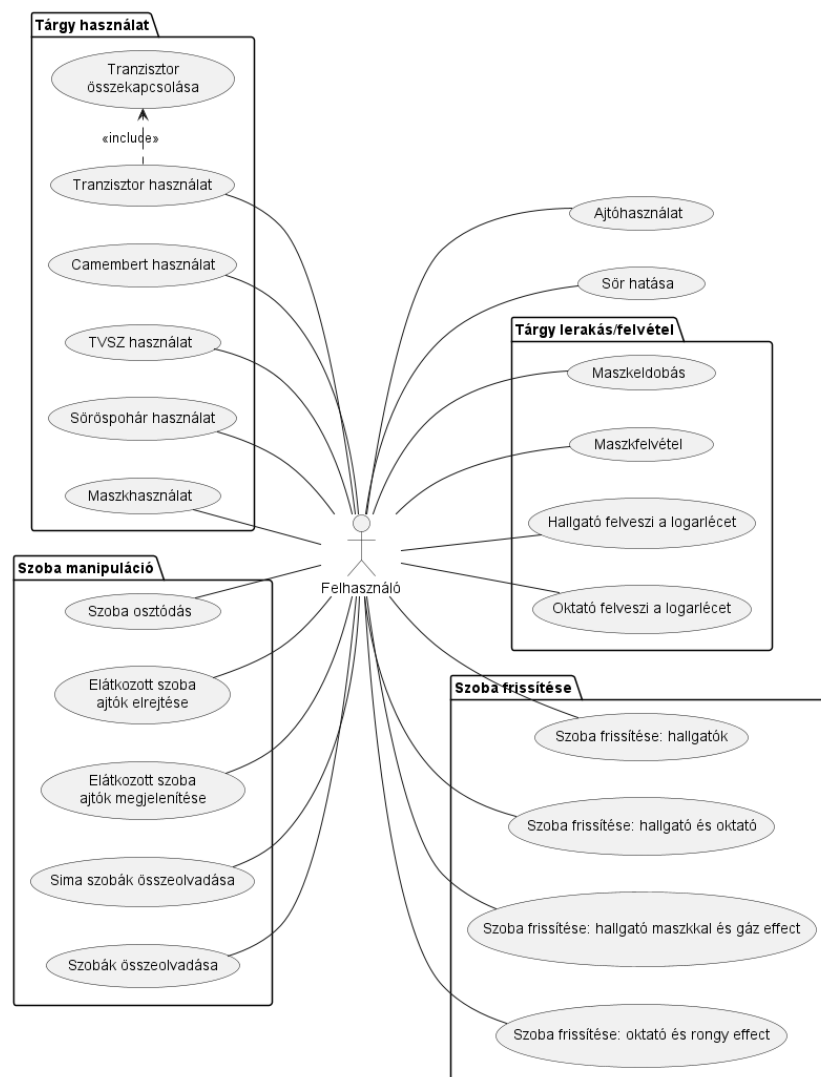 Tárgy használat
Tranzisztor
összekapcsolása
«include»
Tranzisztor használat
Camembert használat
TVSZ használat
Söröspohár használat
Maszkhasználat
Ajtóhasználat
Sör hatása
Tárgy lerakás/felvétel
Maszkeldobás
Maszkfelvétel
Hallgató felveszi a logarlécet
Oktató felveszi a logarlécet
Felhasználó
Szoba manipuláció
Szoba osztódás
Elátkozott szoba
ajtók elrejtése
Elátkozott szoba
ajtók megjelenítése
Sima szobák összeolvadása
Szobák összeolvadása
Szoba frissítése
Szoba frissítése: hallgatók
Szoba frissítése: hallgató és oktató
Szoba frissítése: hallgató maszkkal és gáz effect
Szoba frissítése: oktató és rongy effect